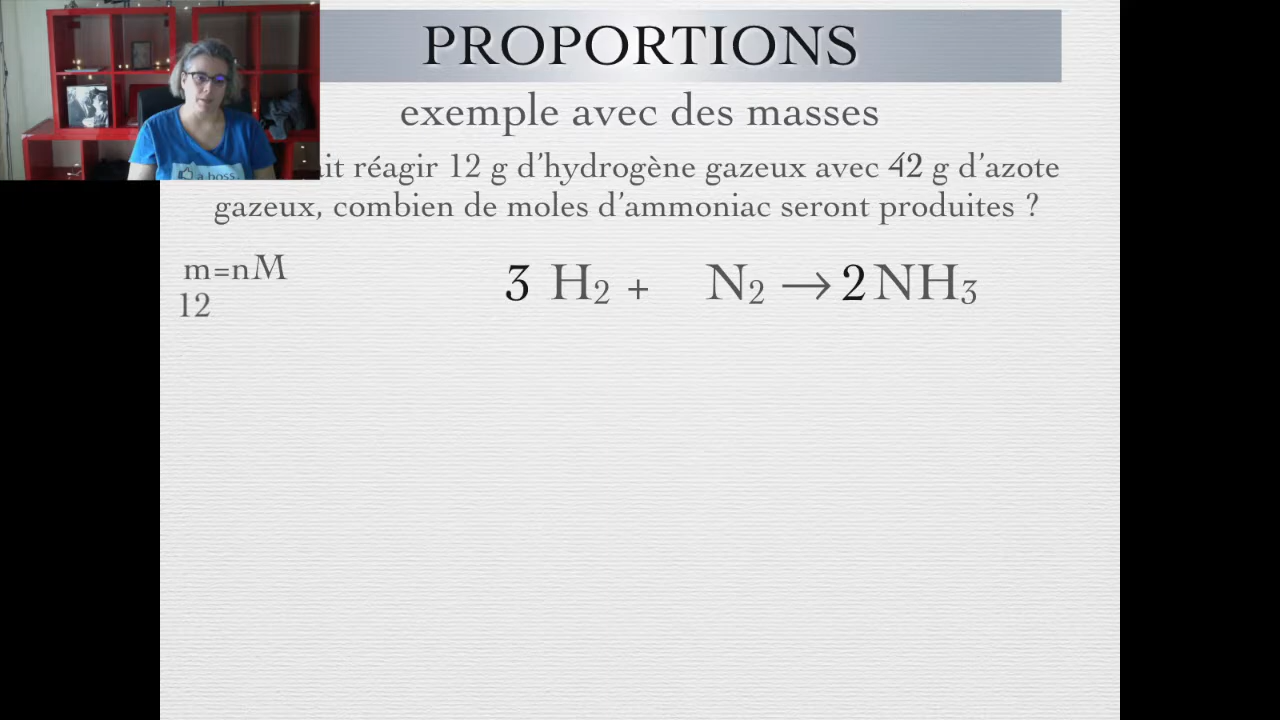 PROPORTIONS
exemple avec des masses
réagir 12 g d’hydrogène gazeux avec 42 g d’azote
gazeux, combien de moles d’ammoniac seront produites ?
m=nM
12
3 H₂ + N₂ → 2 NH₃
a boss.